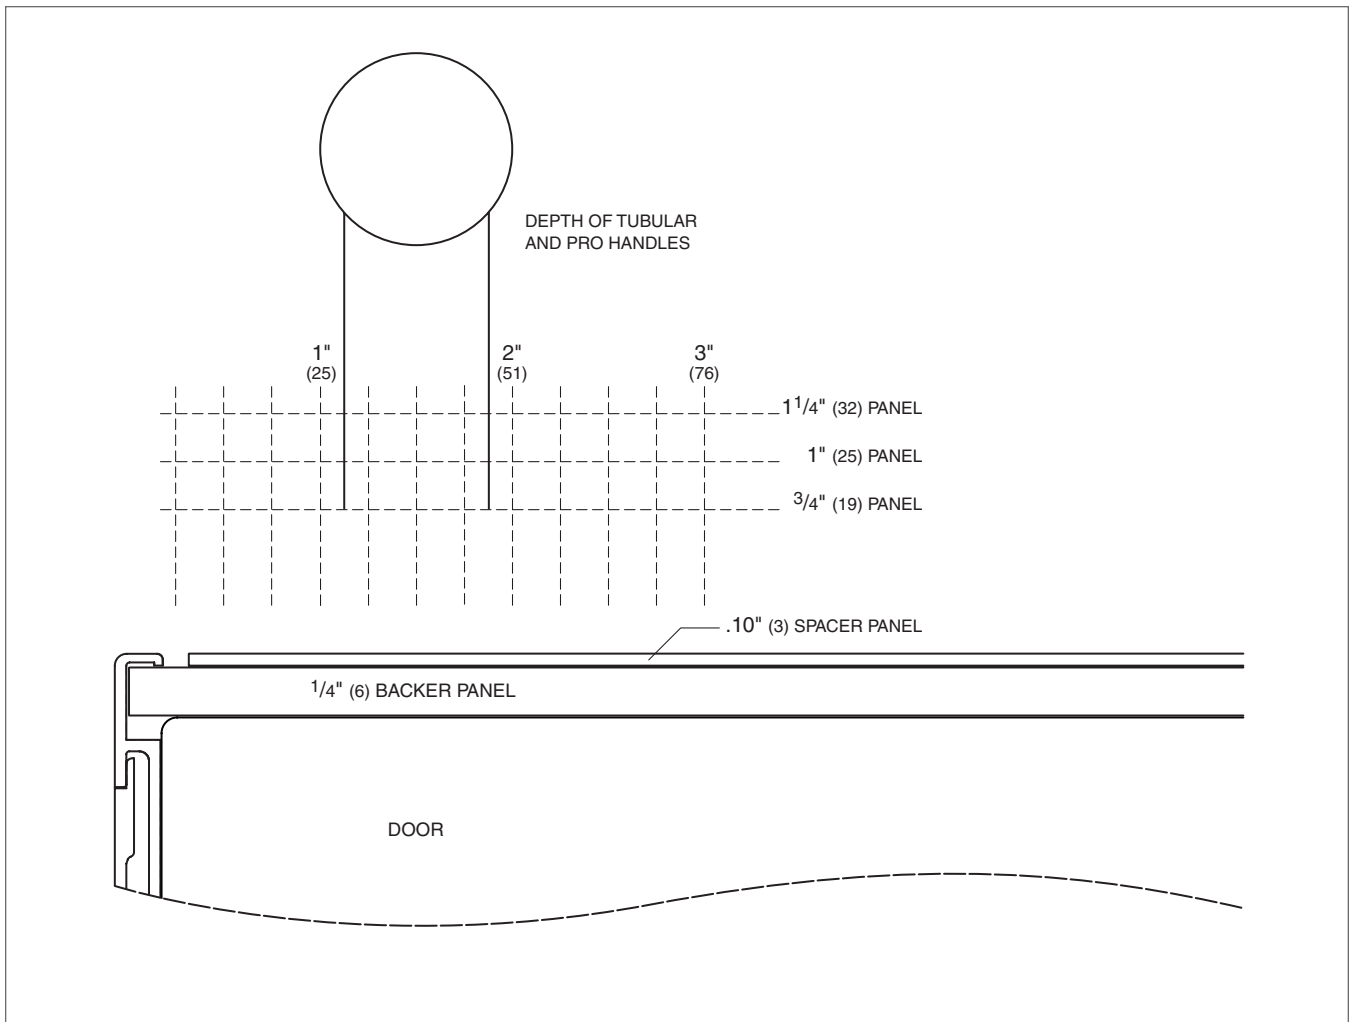 DEPTH OF TUBULAR
AND PRO HANDLES
1" 2" 3"
(25) (51) (76)
1 1/4" (32) PANEL
1" (25) PANEL
3/4" (19) PANEL
.10" (3) SPACER PANEL
1/4" (6) BACKER PANEL
DOOR